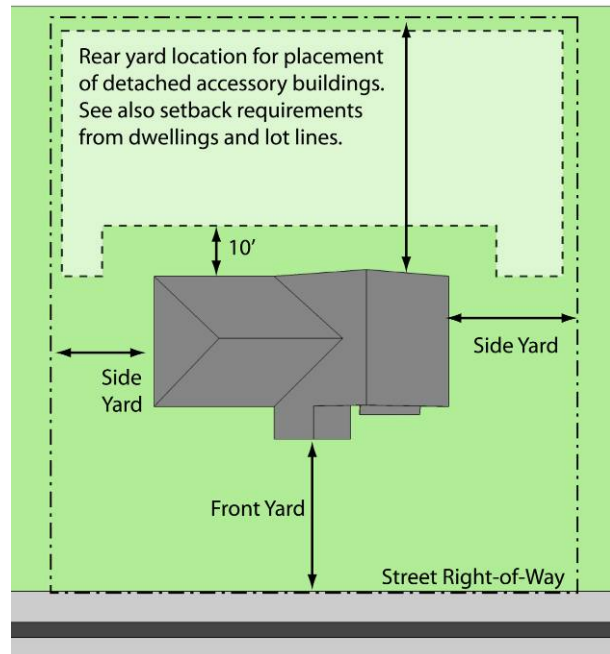 Rear yard location for placement
of detached accessory buildings.
See also setback requirements
from dwellings and lot lines.
10'
Side Yard
Side
Yard
Front Yard
Street Right-of-Way